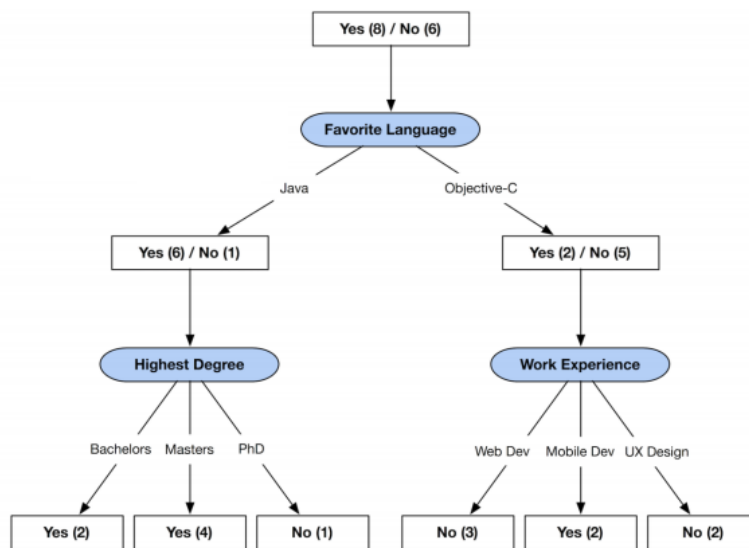 Yes (8) / No (6)
Favorite Language
Java Objective-C
Yes (6) / No (1) Yes (2) / No (5)
Highest Degree Work Experience
Bachelors Masters PhD Web Dev Mobile Dev UX Design
Yes (2) Yes (4) No (1) No (3) Yes (2) No (2)